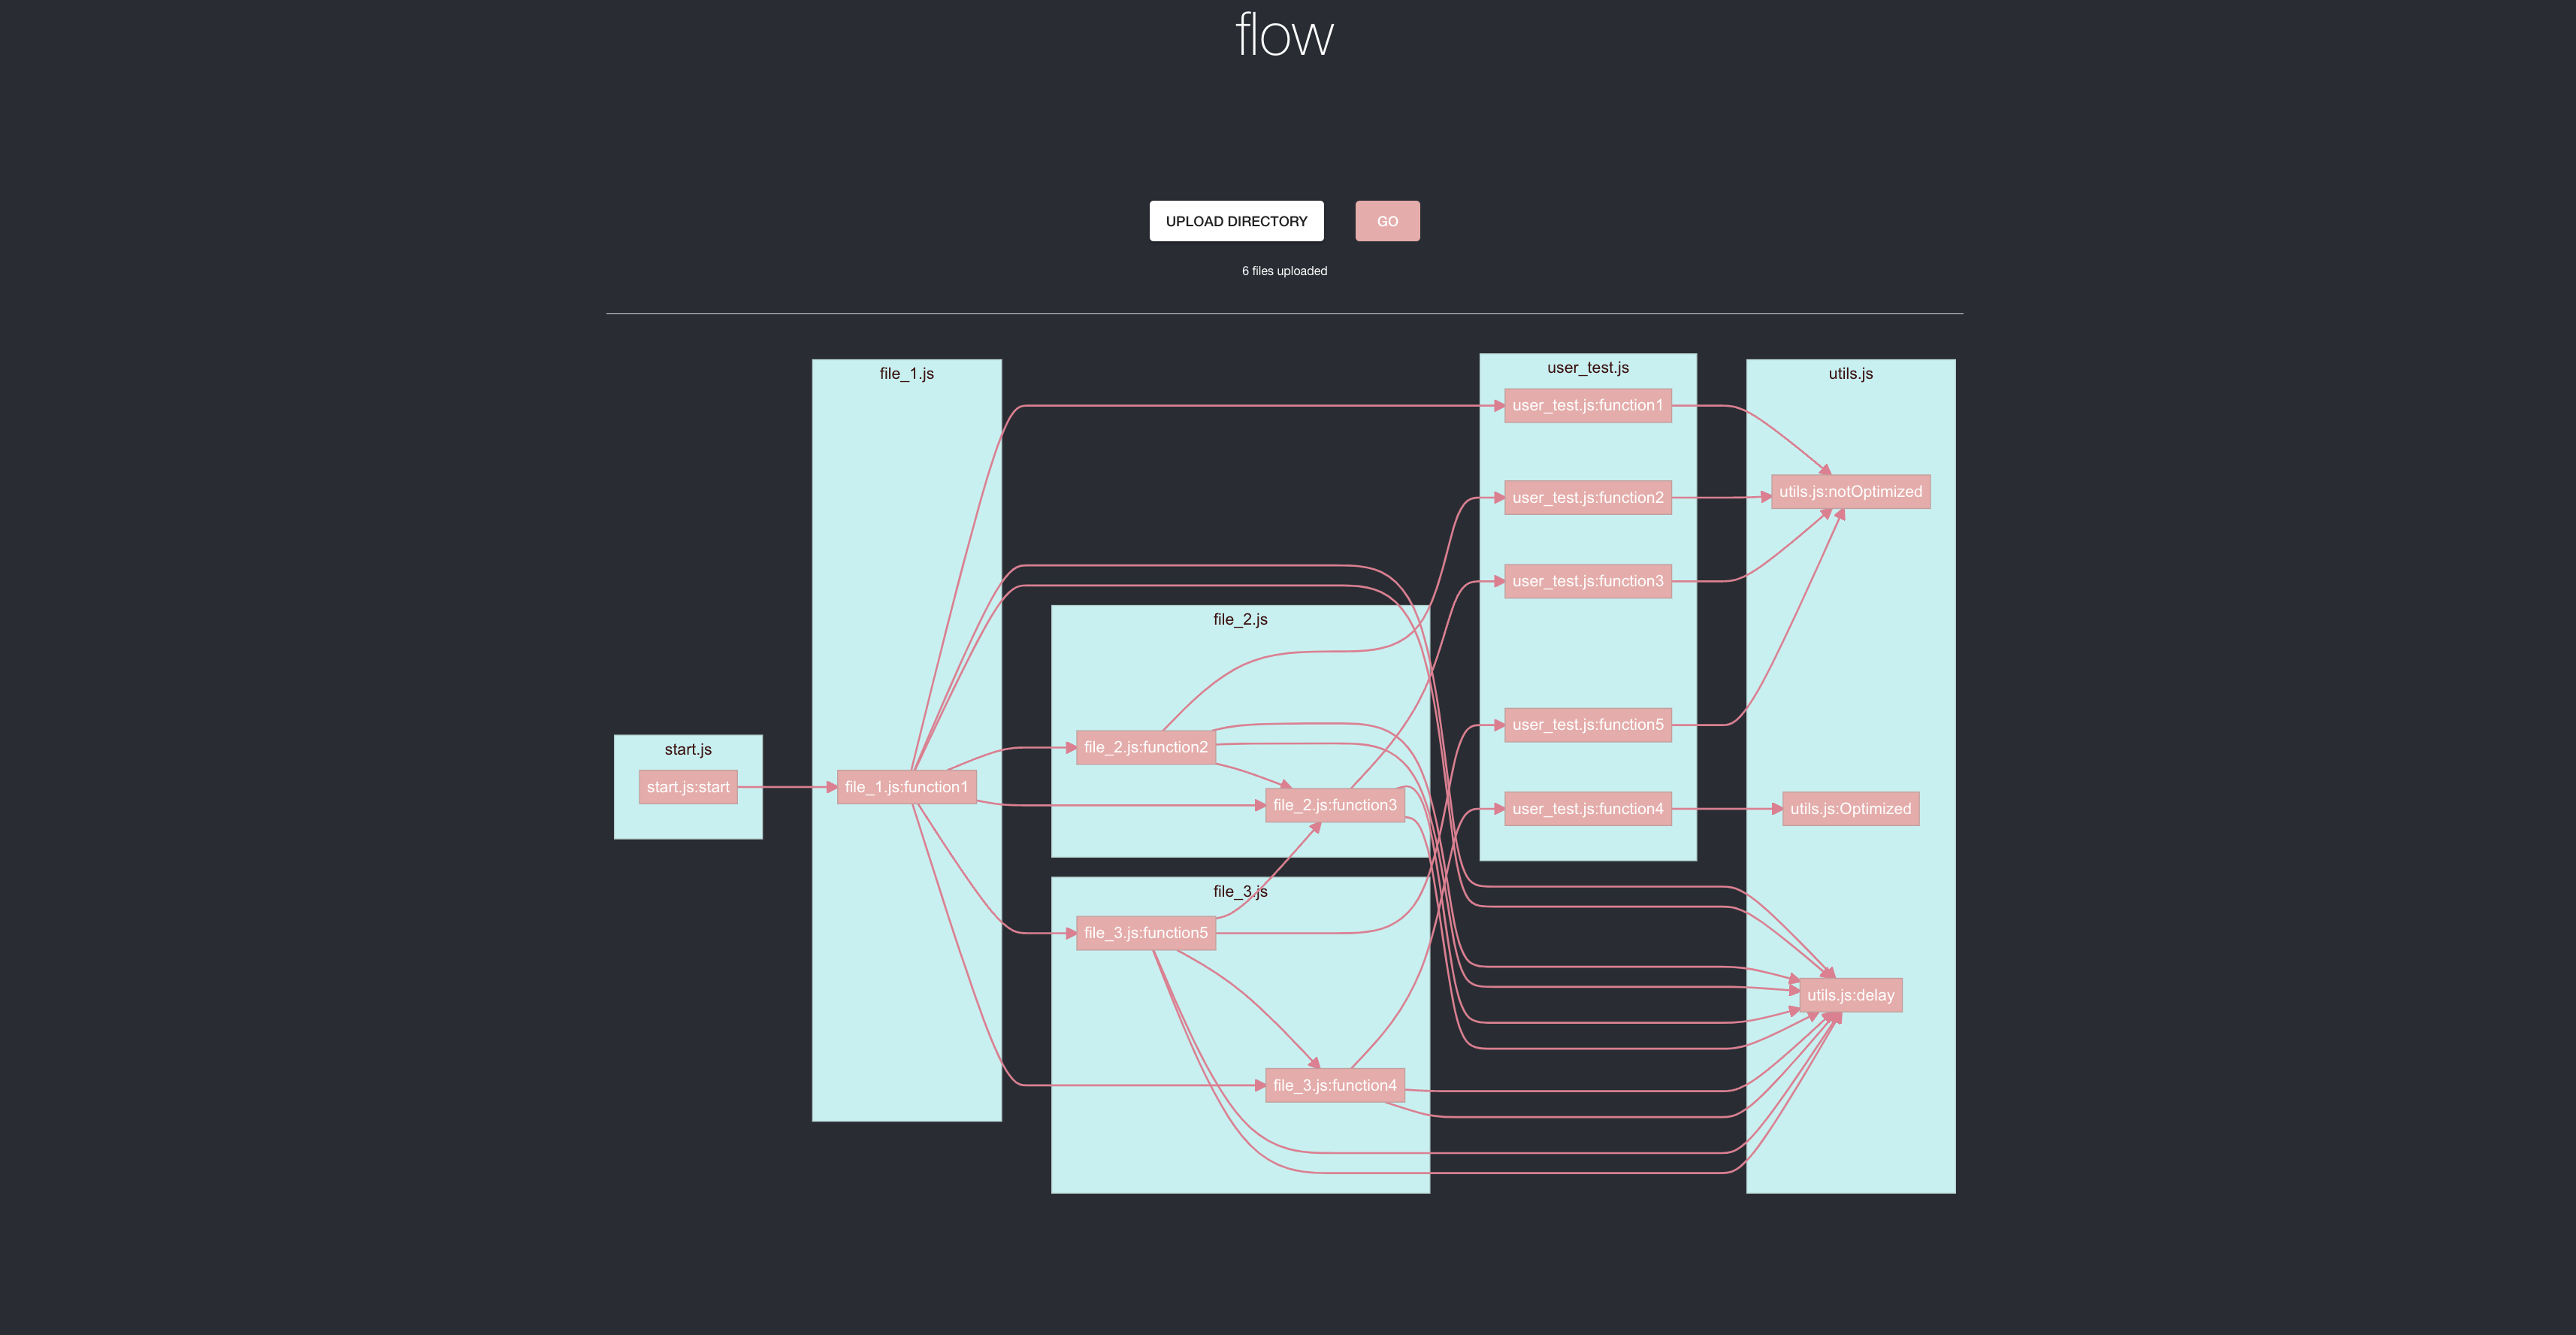 flow
UPLOAD DIRECTORY
GO
6 files uploaded
start.js
start.js:start
file_1.js
file_1.js:function1
file_2.js
file_2.js:function2
file_2.js:function3
file_3.js
file_3.js:function5
file_3.js:function4
user_test.js
user_test.js:function1
user_test.js:function2
user_test.js:function3
user_test.js:function5
user_test.js:function4
utils.js
utils.js:notOptimized
utils.js:Optimized
utils.js:delay